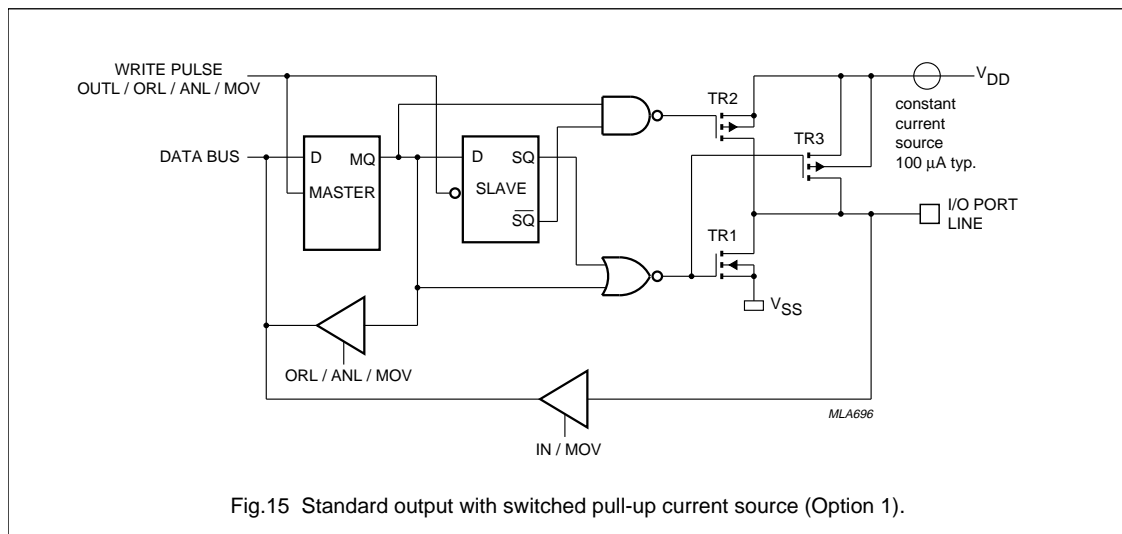 WRITE PULSE
OUTL / ORL / ANL / MOV
DATA BUS
D
MQ
MASTER
D
SQ
SLAVE
SQ
TR2
TR3
TR1
VDD
constant
current
source
100 µA typ.
I/O PORT
LINE
VSS
ORL / ANL / MOV
IN / MOV
MLA696
Fig.15 Standard output with switched pull-up current source (Option 1).